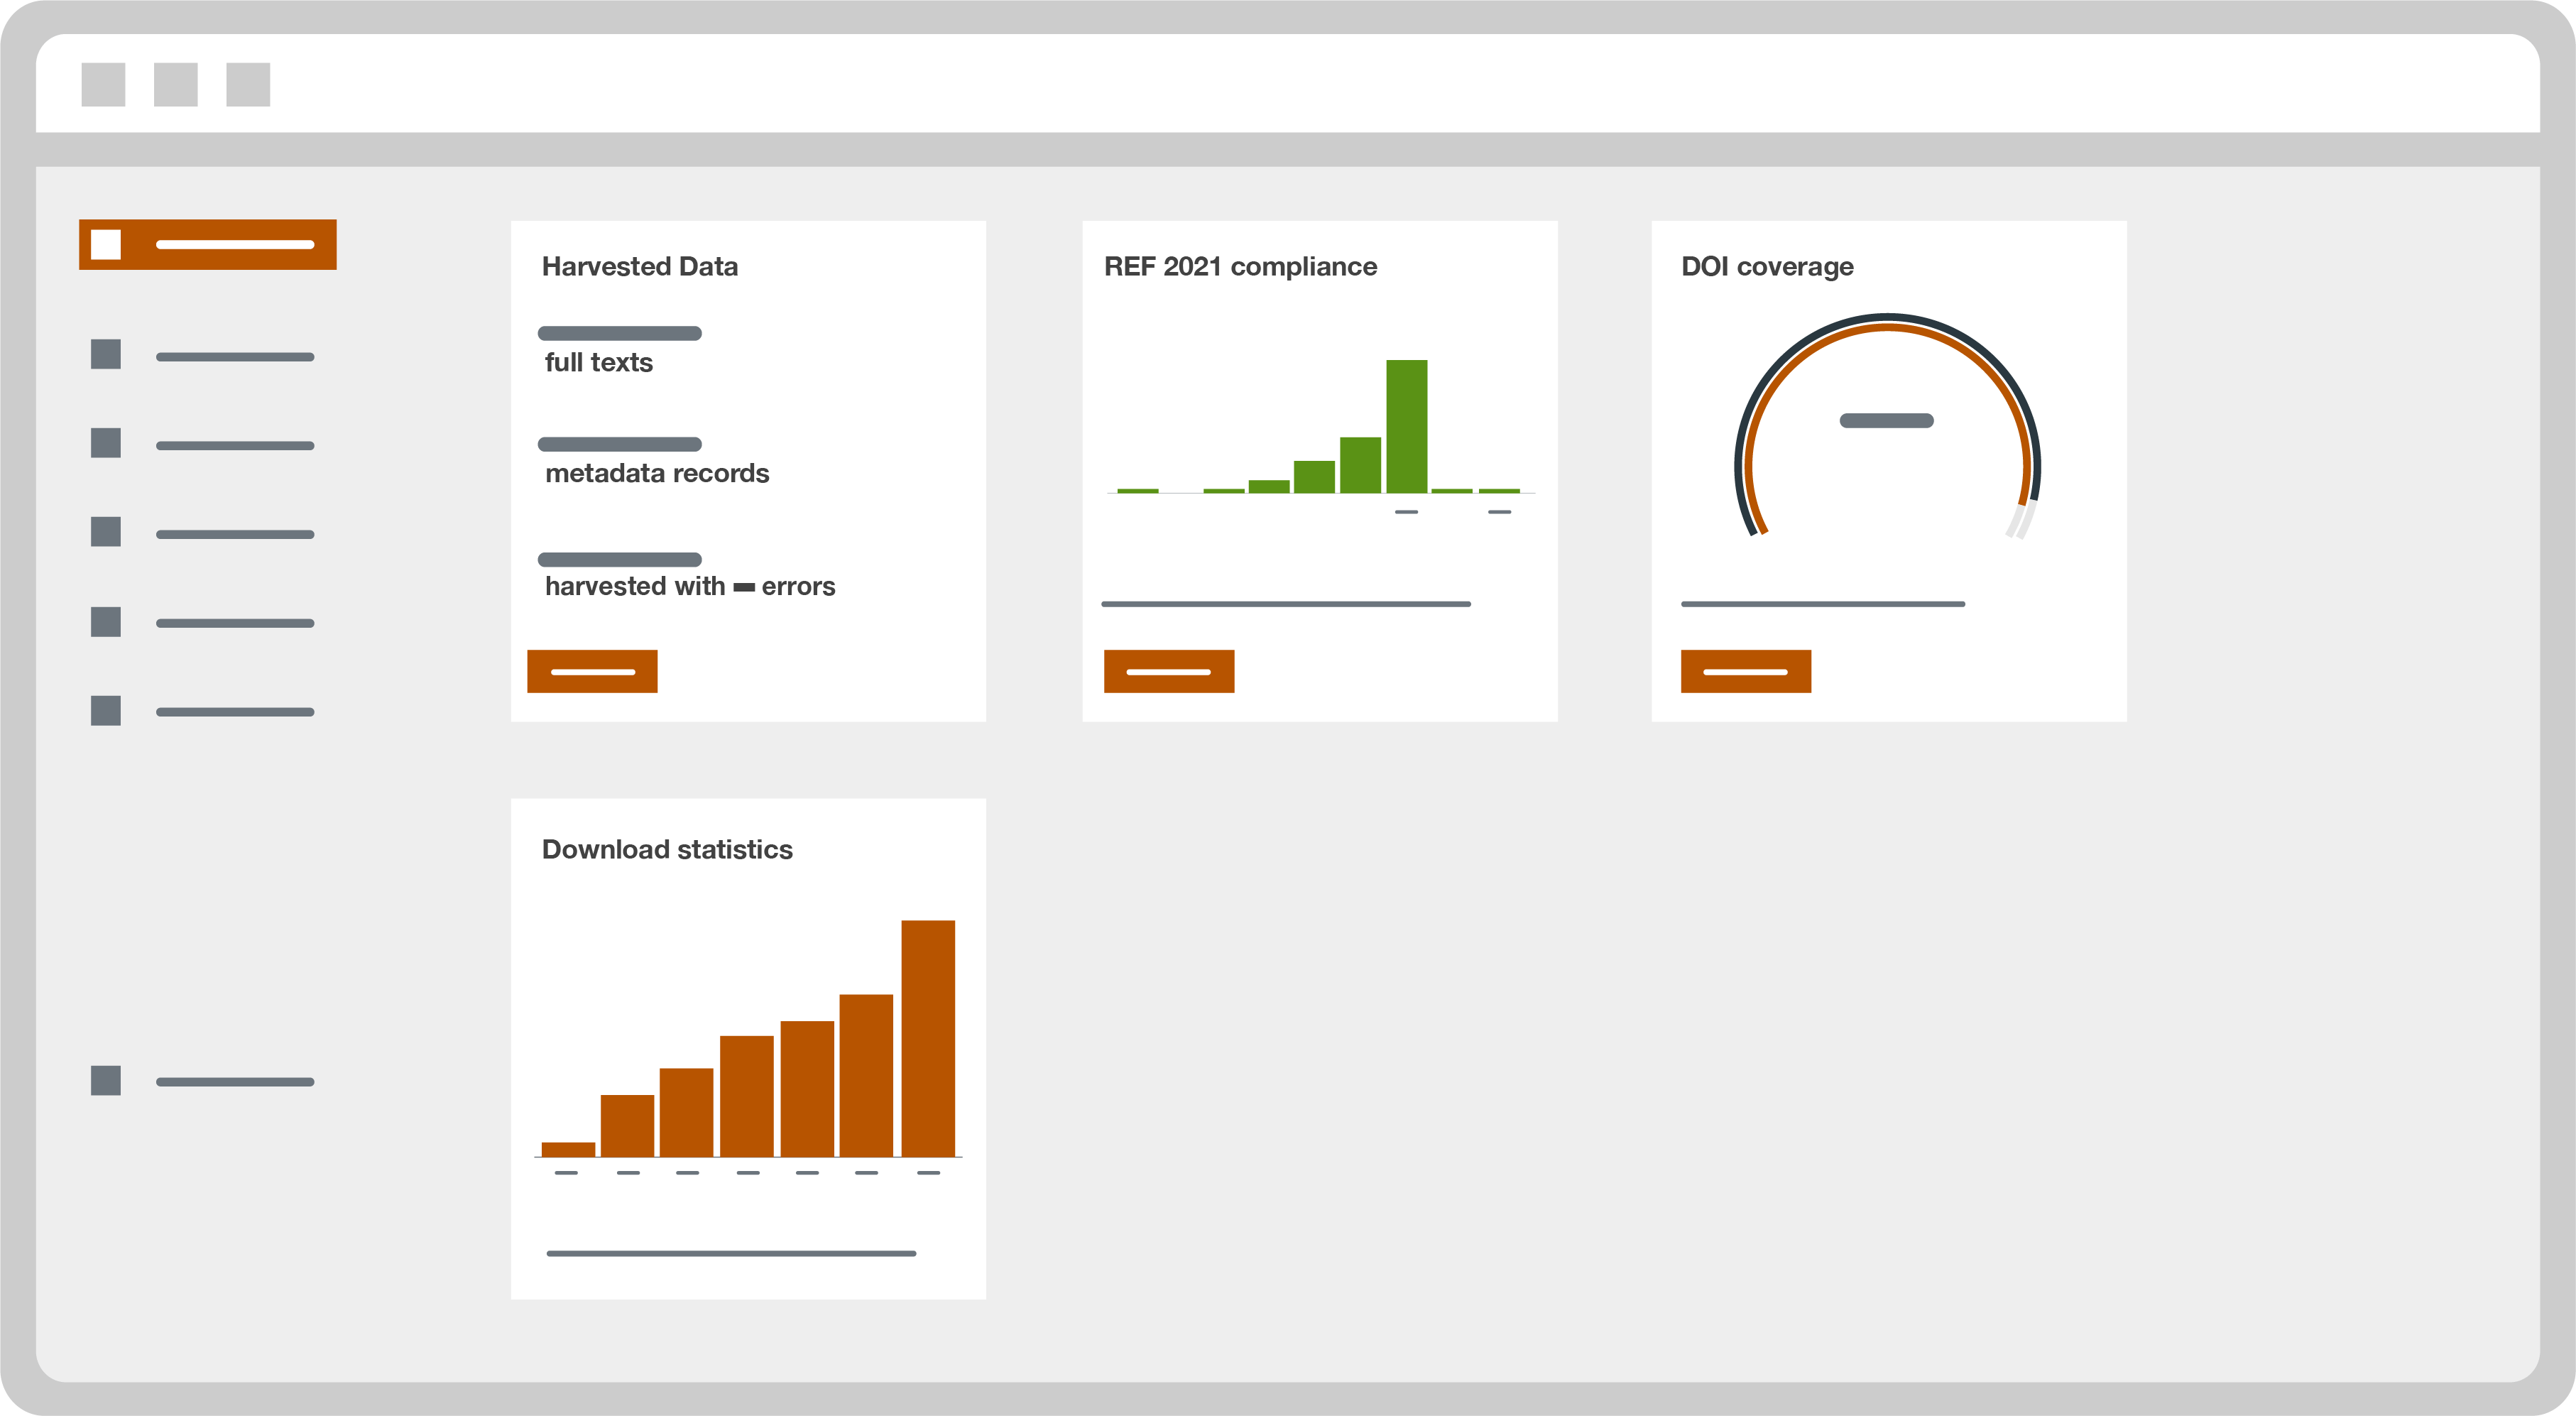 Harvested Data
full texts
metadata records
harvested with errors
REF 2021 compliance
DOI coverage
Download statistics